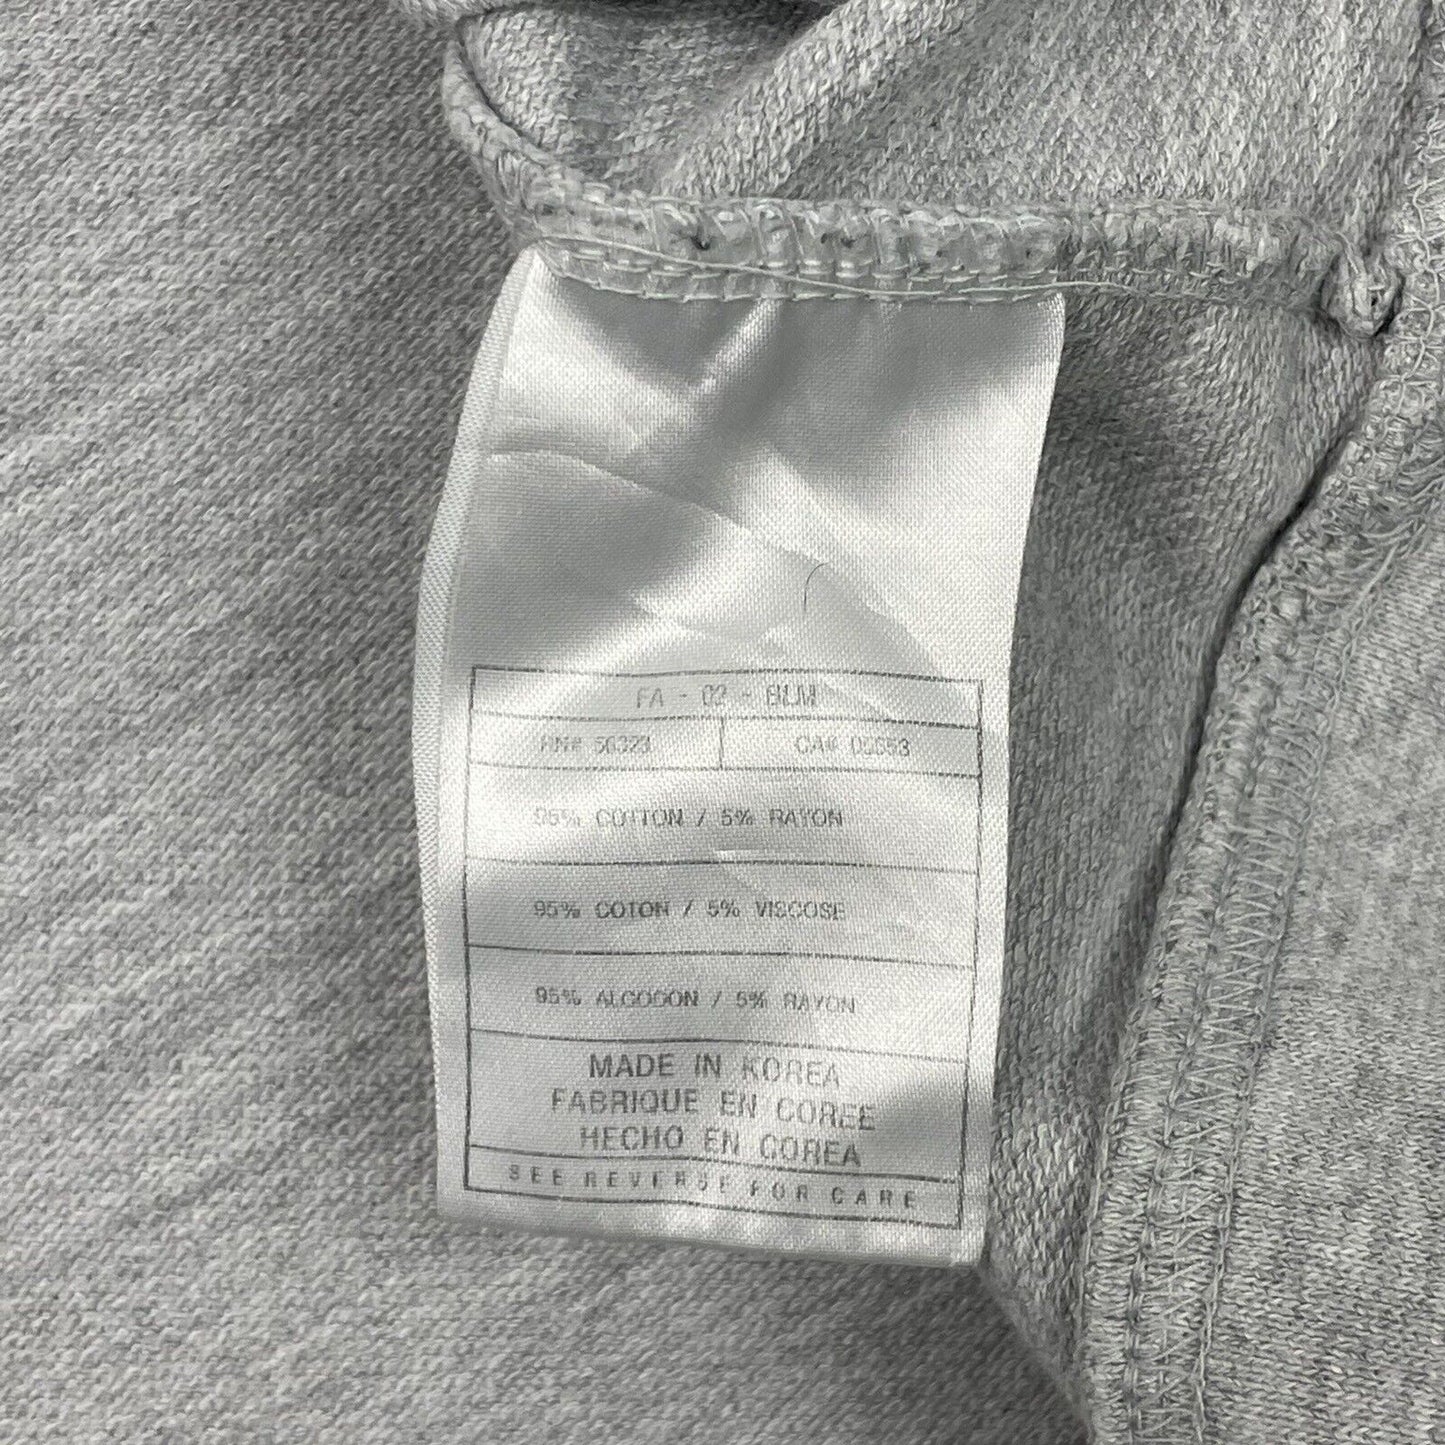 FA - 02 - BLM
RN# 56323 CA# 05553
95% COTTON / 5% RAYON
95% COTON / 5% VISCOSE
95% ALGODON / 5% RAYON
MADE IN KOREA
FABRIQUE EN COREE
HECHO EN COREA
SEE REVERSE FOR CARE